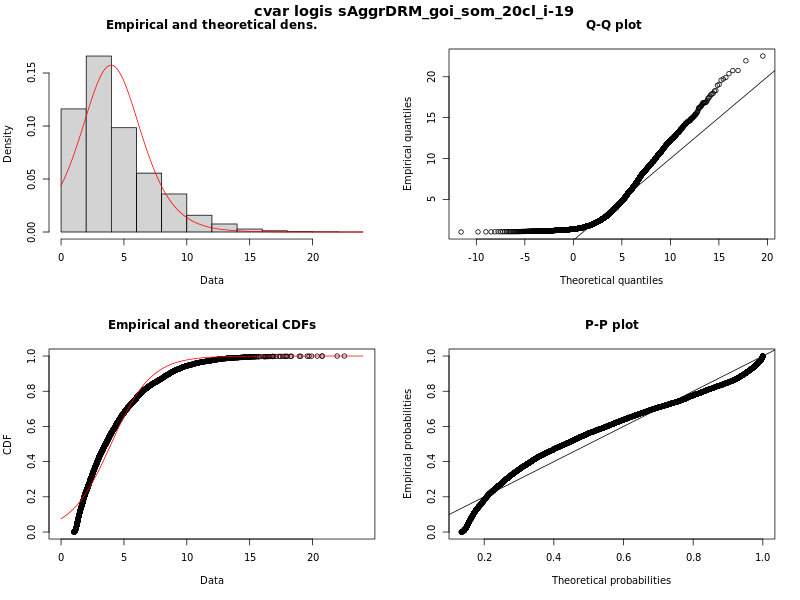 cvar logis sAggrDRM_goi_som_20cl_i-19
Empirical and theoretical dens.
Density
0.00 0.05 0.10 0.15
0 5 10 15 20
Data
Q-Q plot
Empirical quantiles
5 10 15 20
-10 -5 0 5 10 15 20
Theoretical quantiles
Empirical and theoretical CDFs
CDF
0.0 0.2 0.4 0.6 0.8 1.0
0 5 10 15 20
Data
P-P plot
Empirical probabilities
0.0 0.2 0.4 0.6 0.8 1.0
0.2 0.4 0.6 0.8 1.0
Theoretical probabilities